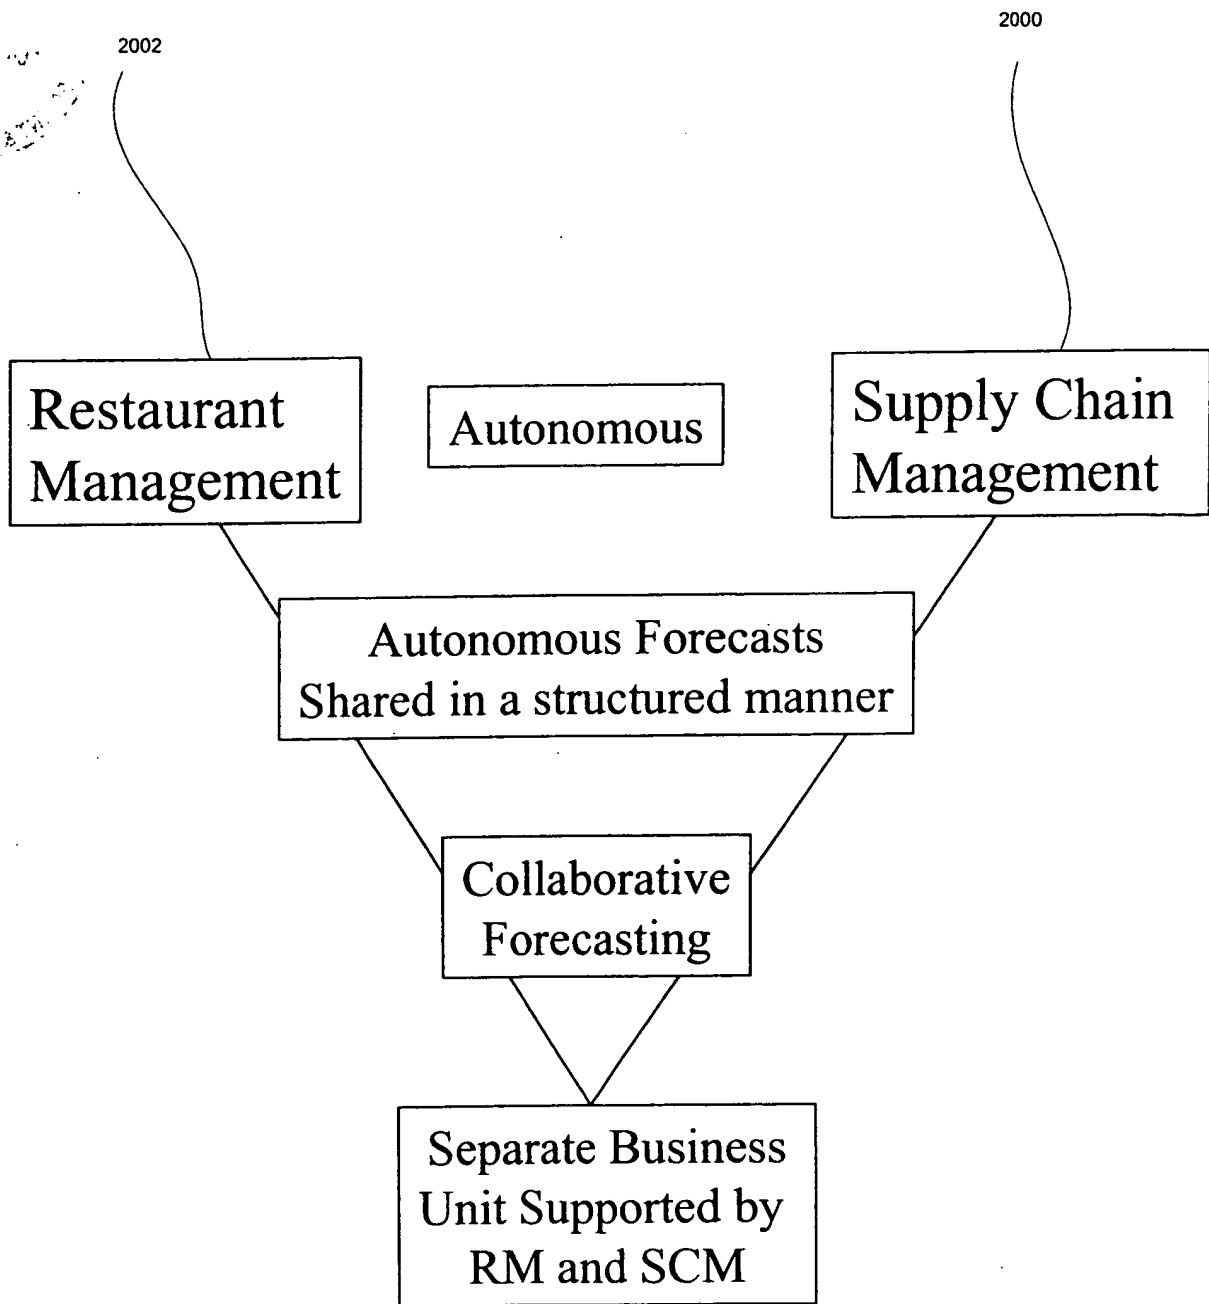 2002
2000
Restaurant
Management
Autonomous
Supply Chain
Management
Autonomous Forecasts
Shared in a structured manner
Collaborative
Forecasting
Separate Business
Unit Supported by
RM and SCM